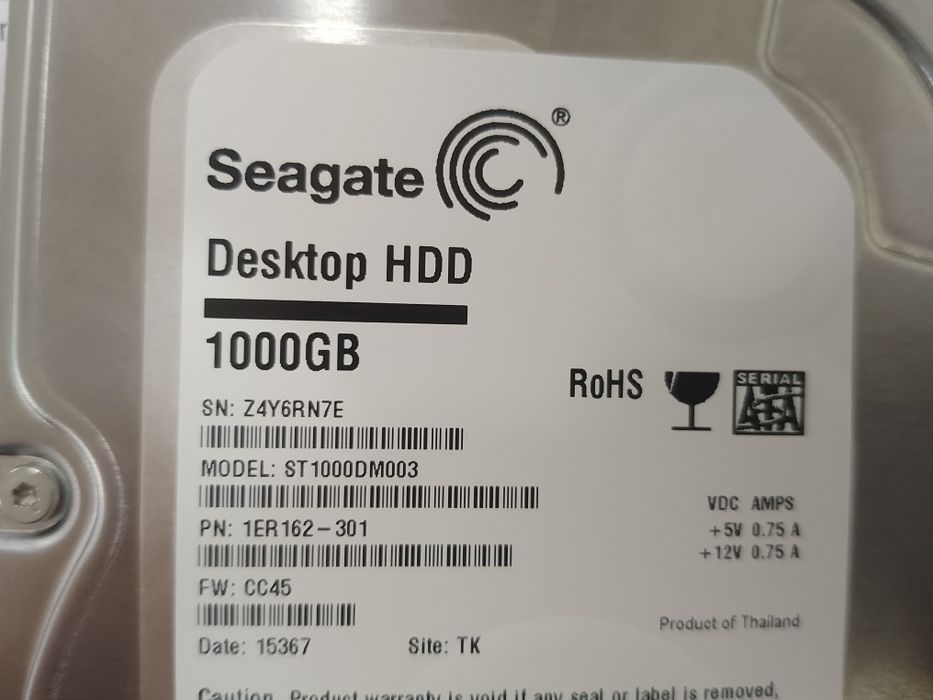 Seagate®
Desktop HDD
1000GB
RoHS
SERIAL
ATA
SN: Z4Y6RN7E
MODEL: ST1000DM003
PN: 1ER162-301
FW: CC45
Date: 15367 Site: TK
VDC AMPS
+5V 0.75 A
+12V 0.75 A
Product of Thailand
Caution Product warranty is void if any seal or label is removed,